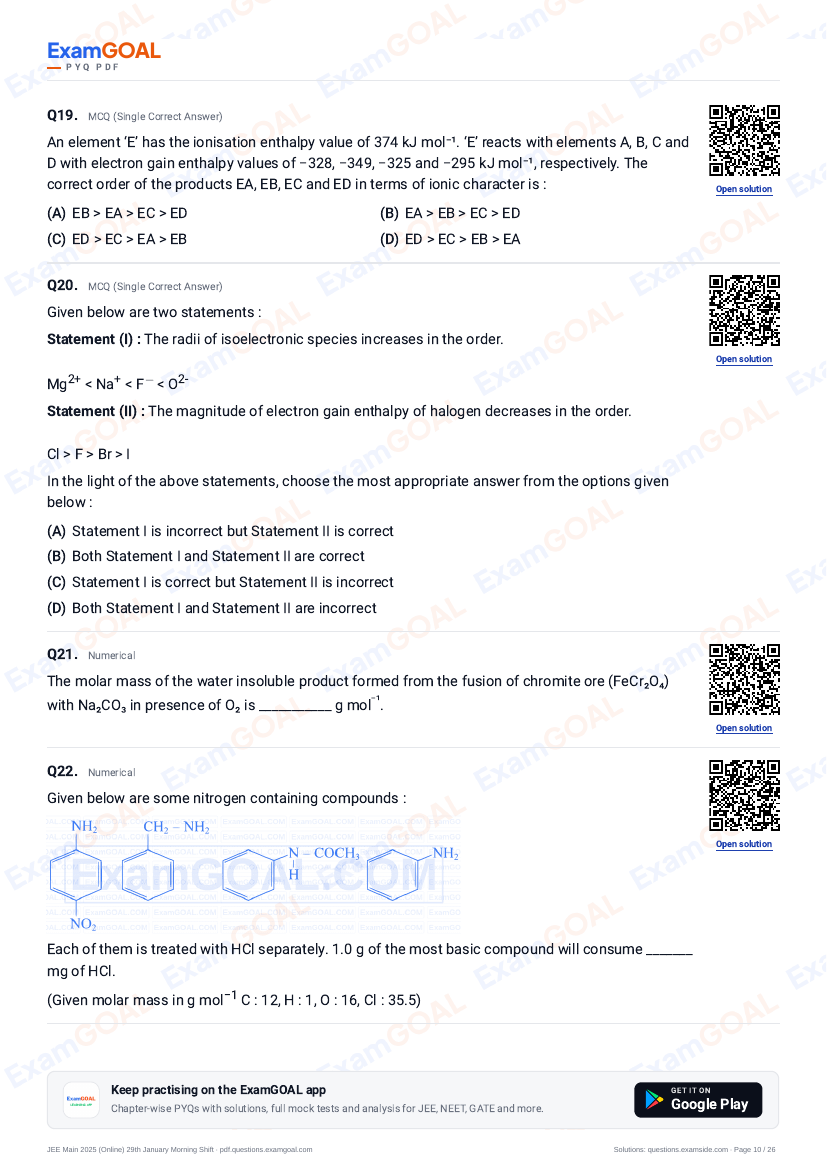 ExamGOAL
PYQ PDF
Q19. MCQ (Single Correct Answer)
An element ‘E’ has the ionisation enthalpy value of 374 kJ mol⁻¹. ‘E’ reacts with elements A, B, C and
D with electron gain enthalpy values of −328, −349, −325 and −295 kJ mol⁻¹, respectively. The
correct order of the products EA, EB, EC and ED in terms of ionic character is :
(A) EB > EA > EC > ED
(B) EA > EB > EC > ED
(C) ED > EC > EA > EB
(D) ED > EC > EB > EA
Open solution
Q20. MCQ (Single Correct Answer)
Given below are two statements :
Statement (I) : The radii of isoelectronic species increases in the order.
Mg²⁺ < Na⁺ < F⁻ < O²⁻
Statement (II) : The magnitude of electron gain enthalpy of halogen decreases in the order.
Cl > F > Br > I
In the light of the above statements, choose the most appropriate answer from the options given
below :
(A) Statement I is incorrect but Statement II is correct
(B) Both Statement I and Statement II are correct
(C) Statement I is correct but Statement II is incorrect
(D) Both Statement I and Statement II are incorrect
Open solution
Q21. Numerical
The molar mass of the water insoluble product formed from the fusion of chromite ore (FeCr₂O₄)
with Na₂CO₃ in presence of O₂ is __________ g mol⁻¹.
Open solution
Q22. Numerical
Given below are some nitrogen containing compounds :
NH₂ CH₂ – NH₂
N – COCH₃ NH₂
H
NO₂
ExamGOAL.COM
Each of them is treated with HCl separately. 1.0 g of the most basic compound will consume _______
mg of HCl.
(Given molar mass in g mol⁻¹ C : 12, H : 1, O : 16, Cl : 35.5)
Open solution
ExamGOAL
Keep practising on the ExamGOAL app
Chapter-wise PYQs with solutions, full mock tests and analysis for JEE, NEET, GATE and more.
GET IT ON
Google Play
JEE Main 2025 (Online) 29th January Morning Shift · pdf.questions.examgoal.com
Solutions: questions.examside.com · Page 10 / 26